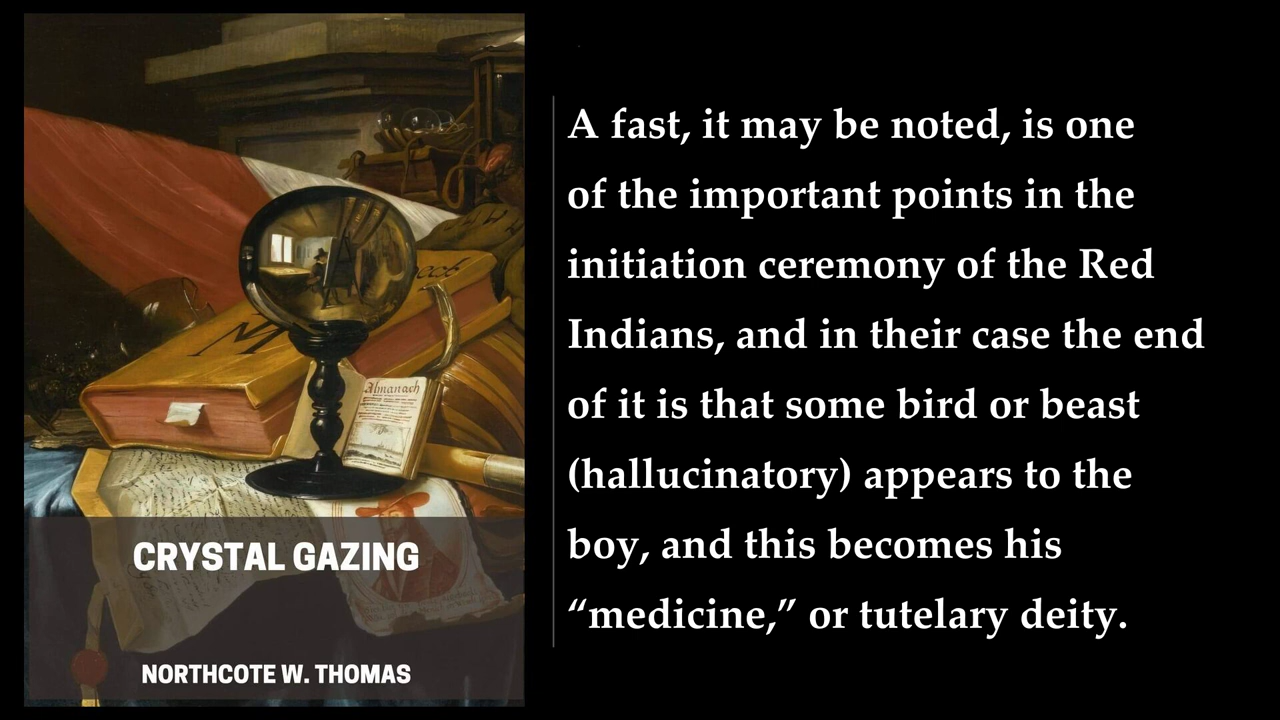 M
Almanach
CRYSTAL GAZING
NORTHCOTE W. THOMAS
A fast, it may be noted, is one
of the important points in the
initiation ceremony of the Red
Indians, and in their case the end
of it is that some bird or beast
(hallucinatory) appears to the
boy, and this becomes his
“medicine,” or tutelary deity.